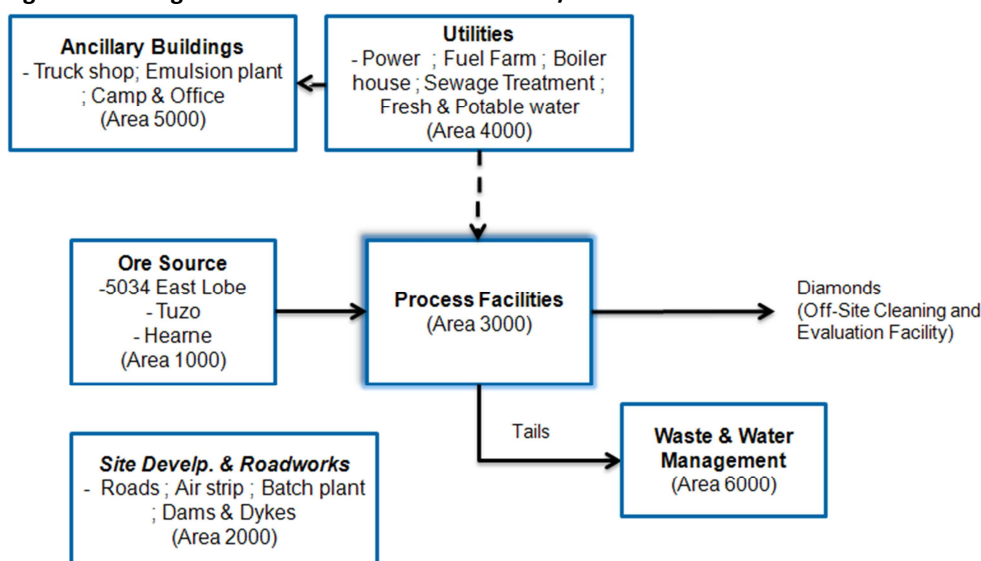 Ancillary Buildings
- Truck shop; Emulsion plant
; Camp & Office
(Area 5000)
Utilities
- Power ; Fuel Farm ; Boiler
house ; Sewage Treatment ;
Fresh & Potable water
(Area 4000)
Ore Source
-5034 East Lobe
- Tuzo
- Hearne
(Area 1000)
Process Facilities
(Area 3000)
Diamonds
(Off-Site Cleaning and
Evaluation Facility)
Tails
Waste & Water
Management
(Area 6000)
Site Develp. & Roadworks
- Roads ; Air strip ; Batch plant
; Dams & Dykes
(Area 2000)